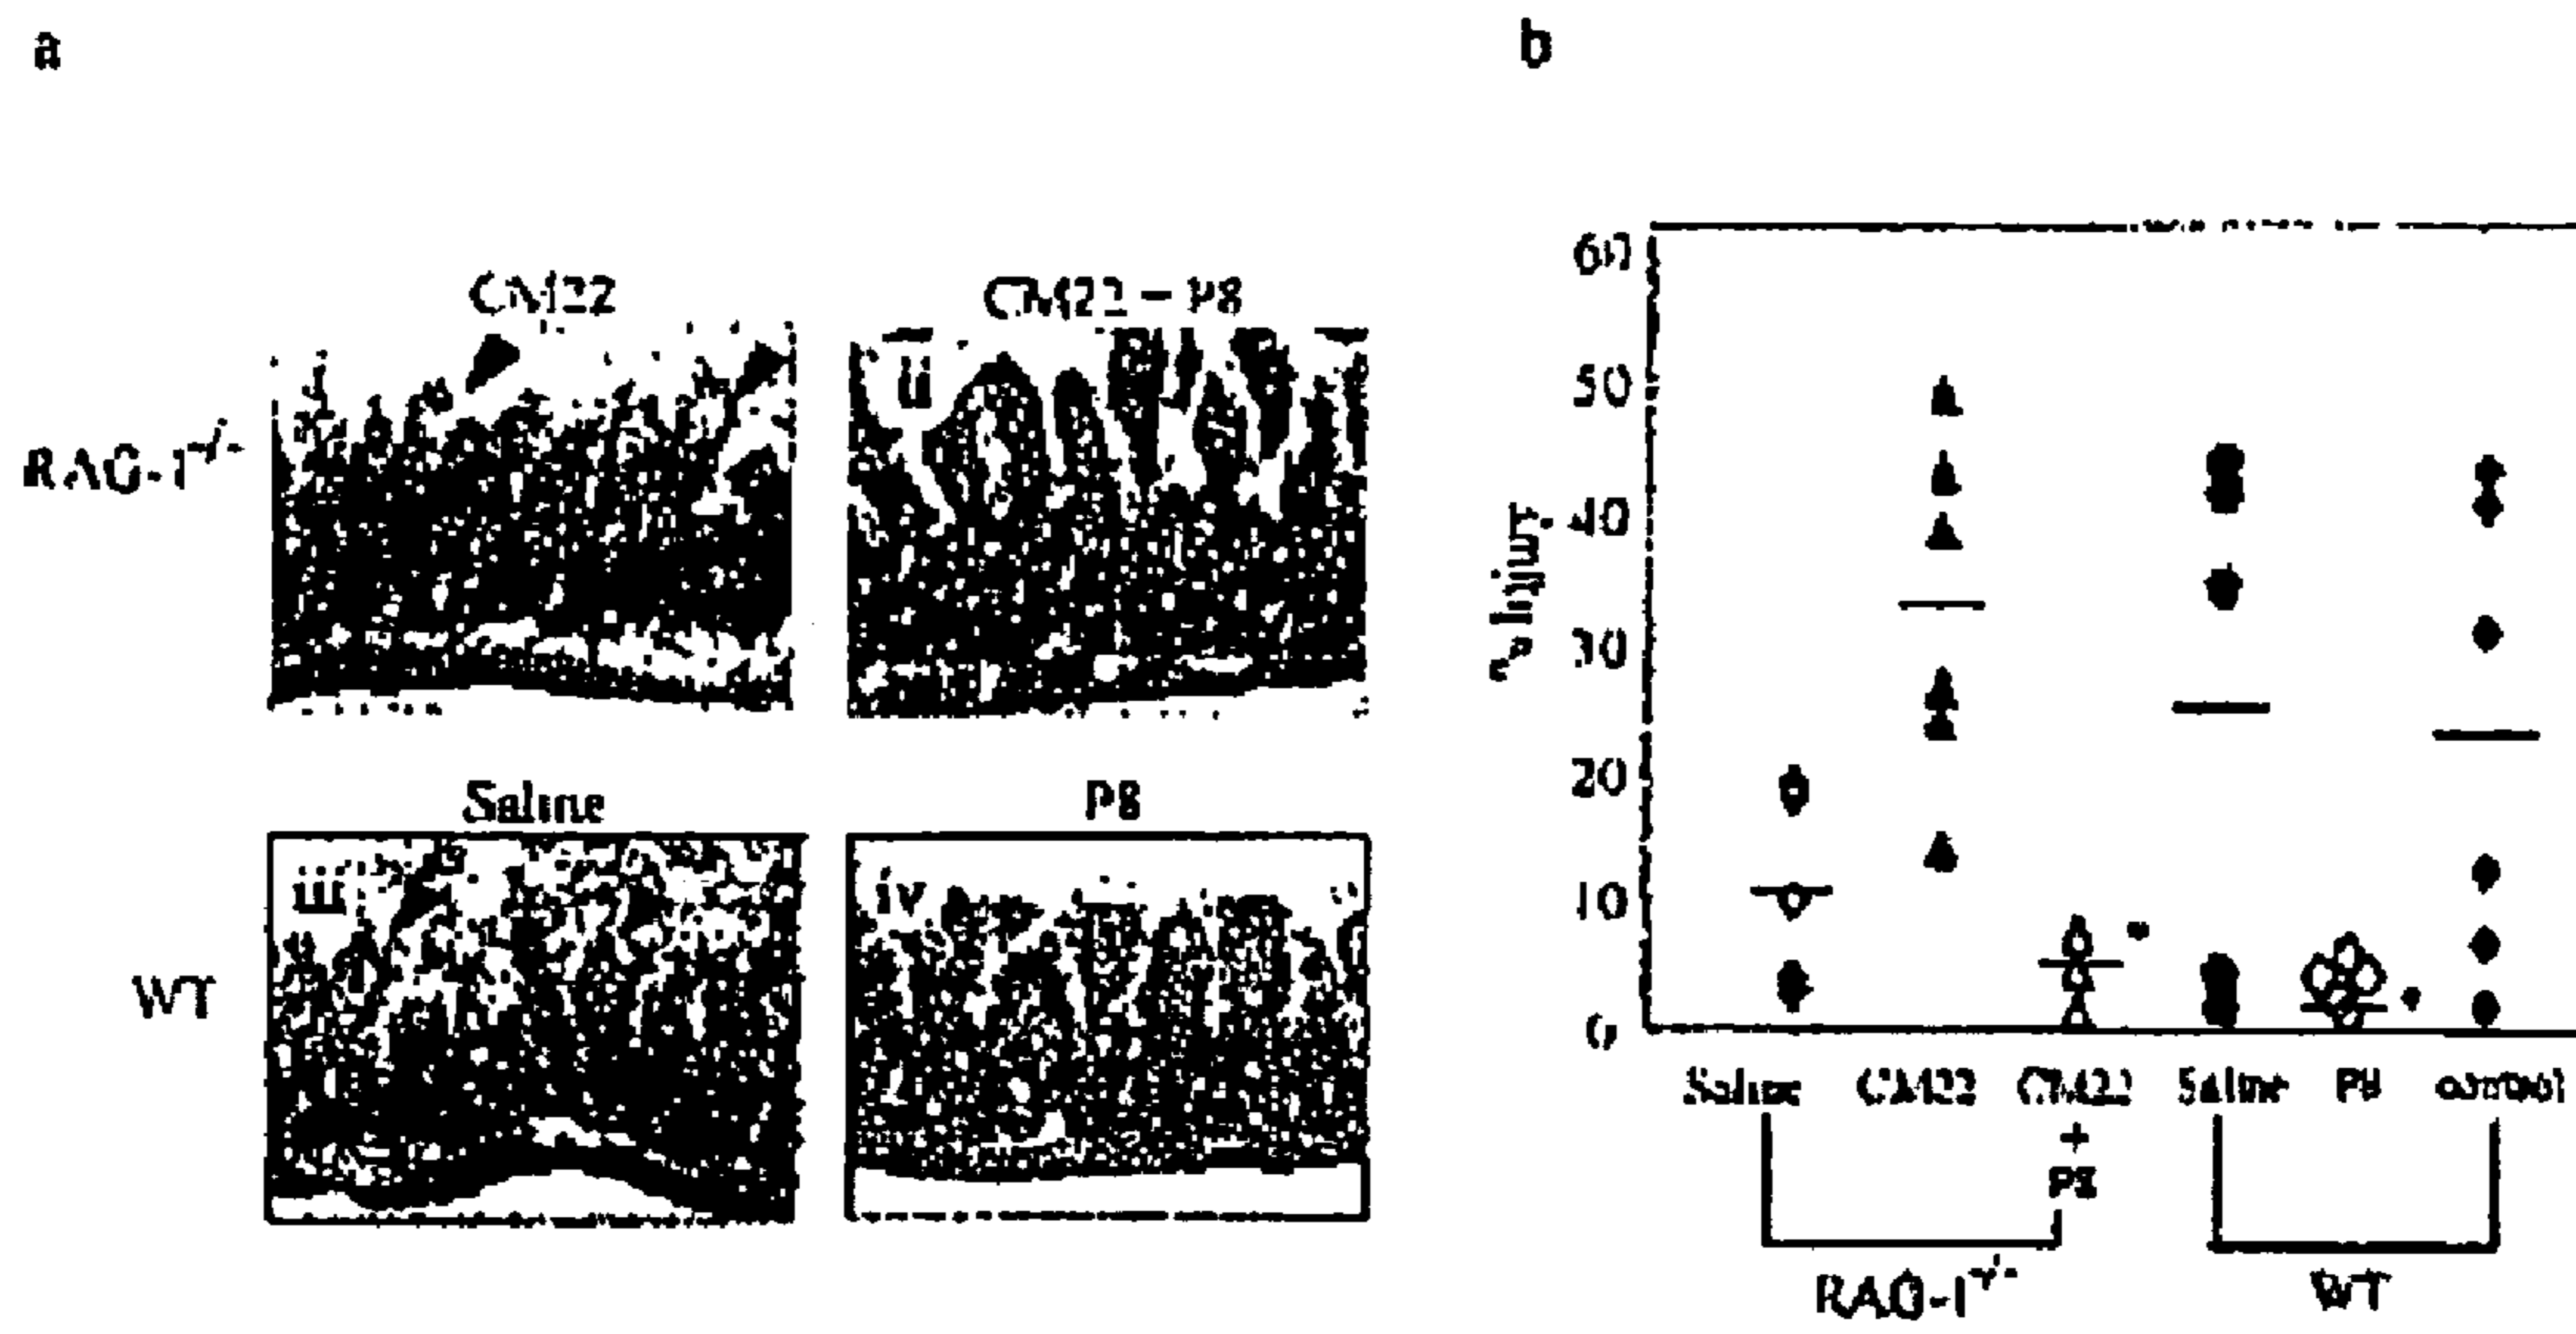 a
b
CM22
CM22 - P8
RAG-1-/-
ii
Saline
P8
WT
iii
iv
% Injury
60
50
40
30
20
10
0
Saline CM22 CM22 Saline P8 control
+
P8
RAG-1-/- WT